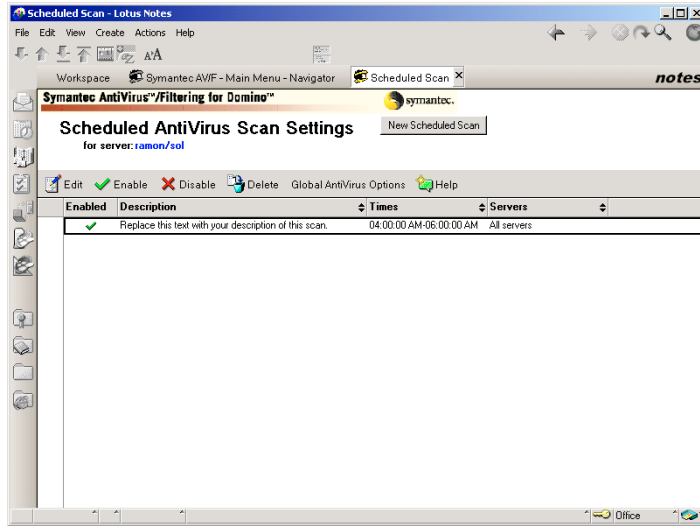 Scheduled Scan - Lotus Notes
File Edit View Create Actions Help
Workspace Symantec AV/F - Main Menu - Navigator Scheduled Scan notes
Symantec AntiVirus™/Filtering for Domino™ symantec.
Scheduled AntiVirus Scan Settings New Scheduled Scan
for server: ramon/sol
Edit Enable Disable Delete Global AntiVirus Options Help
Enabled Description Times Servers
Replace this text with your description of this scan. 04:00:00 AM-06:00:00 AM All servers
Office